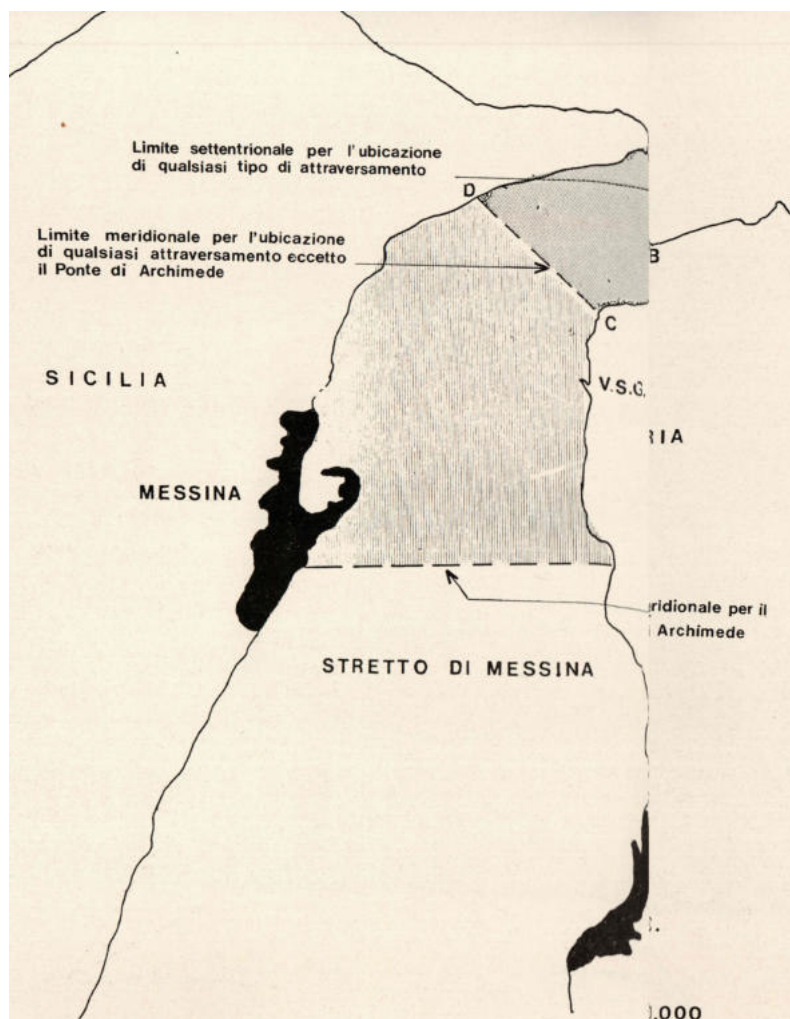 Limite settentrionale per l'ubicazione
di qualsiasi tipo di attraversamento
D
Limite meridionale per l'ubicazione
di qualsiasi attraversamento eccetto
il Ponte di Archimede
B
C
SICILIA
V.S.G.
RIA
MESSINA
ridionale per il
Archimede
STRETTO DI MESSINA
.000